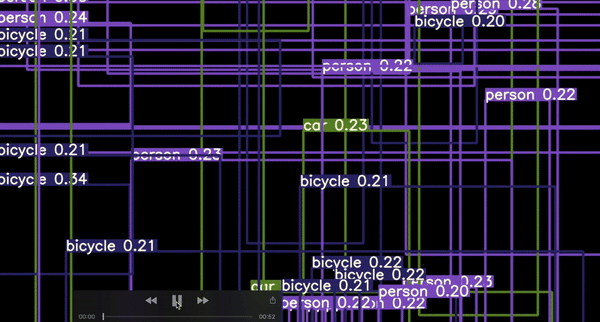 person 0.28
person 0.24
bicycle 0.20
bicycle 0.21
bicycle 0.21
person 0.22
person 0.22
car 0.23
bicycle 0.21
person 0.23
bicycle 0.34
bicycle 0.21
bicycle 0.21
bicycle 0.22
bicycle 0.22
person 0.23
car
bicycle 0.21
person 0.20
person 0.22
0.22
00:00
00:52